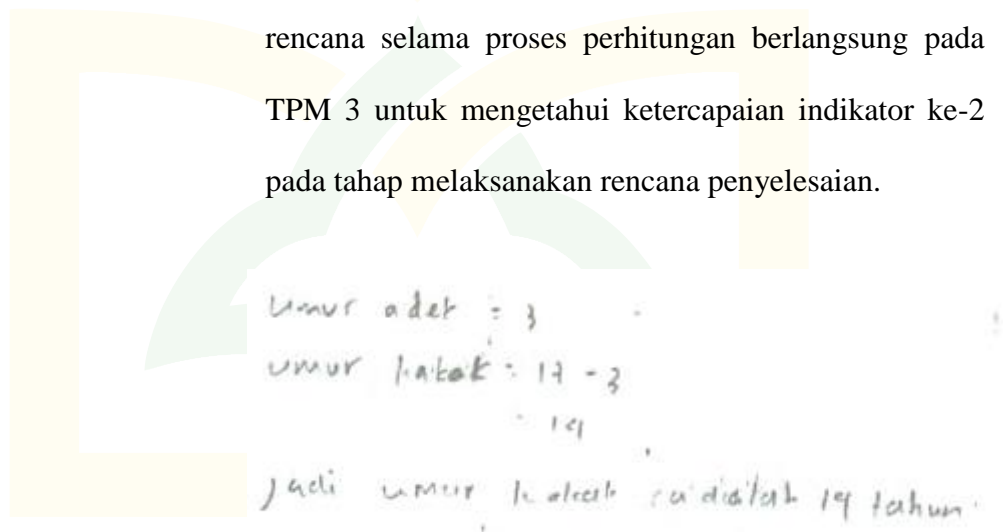 rencana selama proses perhitungan berlangsung pada
TPM 3 untuk mengetahui ketercapaian indikator ke-2
pada tahap melaksanakan rencana penyelesaian.
Umur adek = 3
umur kakak = 17 - 3
= 14
Jadi umur kakak adalah 14 tahun.